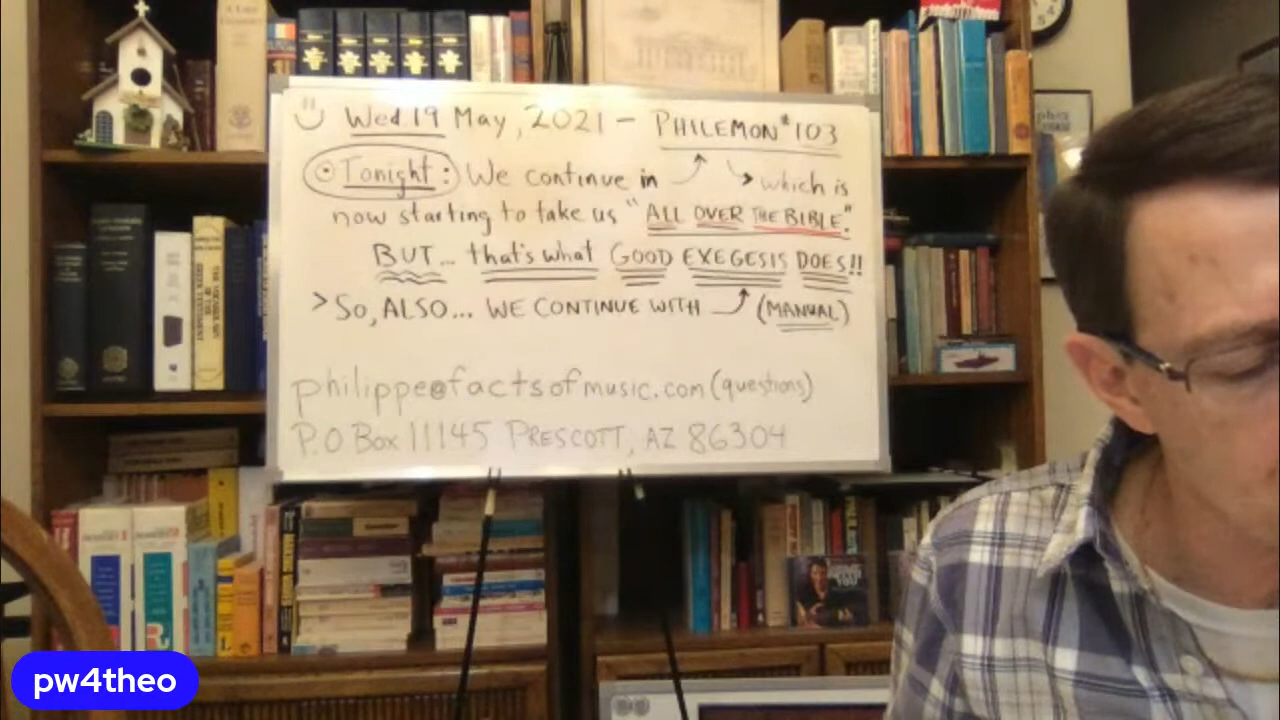 Wed 19 May, 2021 - PHILEMON #103
⊙ Tonight: We continue in ↗ ↘ which is
now starting to take us "ALL OVER THE BIBLE".
BUT... that's what GOOD EXEGESIS DOES!!
> So, ALSO... WE CONTINUE WITH ↗ (MANUAL)
philippe@factsofmusic.com (questions)
P.O Box 11145 PRESCOTT, AZ 86304
pw4theo